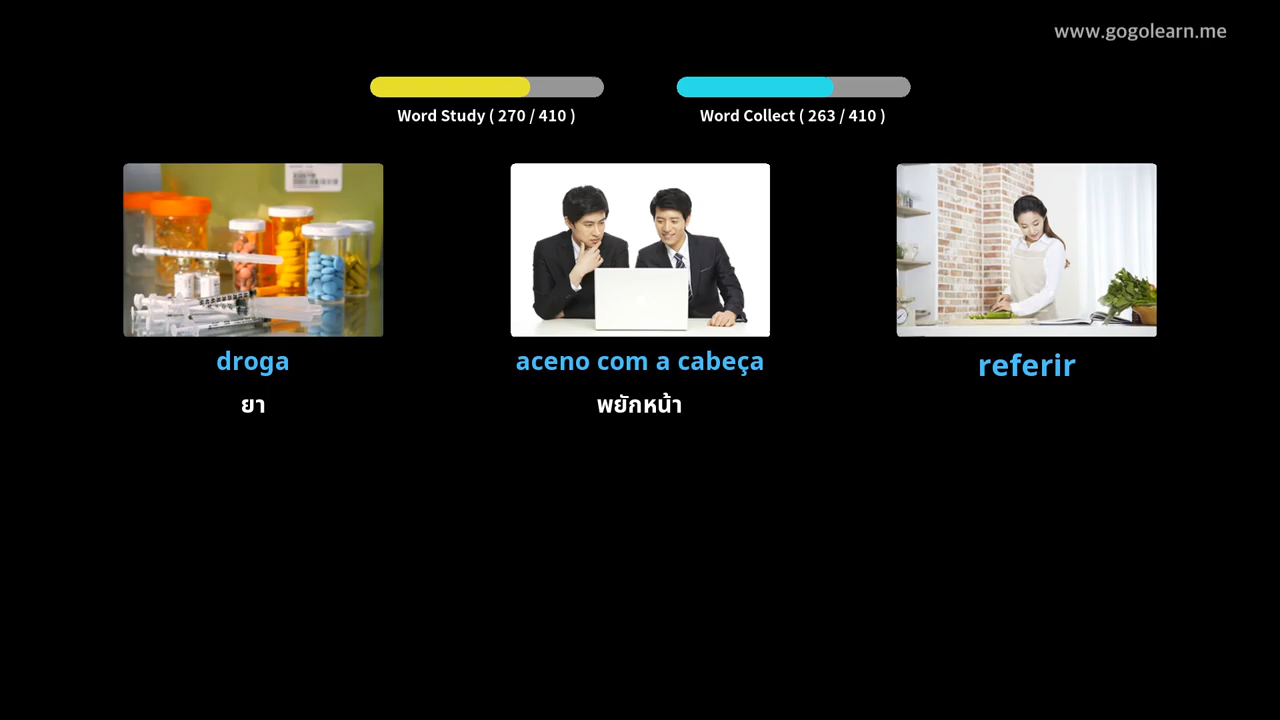 www.gogolearn.me
Word Study ( 270 / 410 )
Word Collect ( 263 / 410 )
droga
aceno com a cabeça
referir
ยา
พยักหน้า